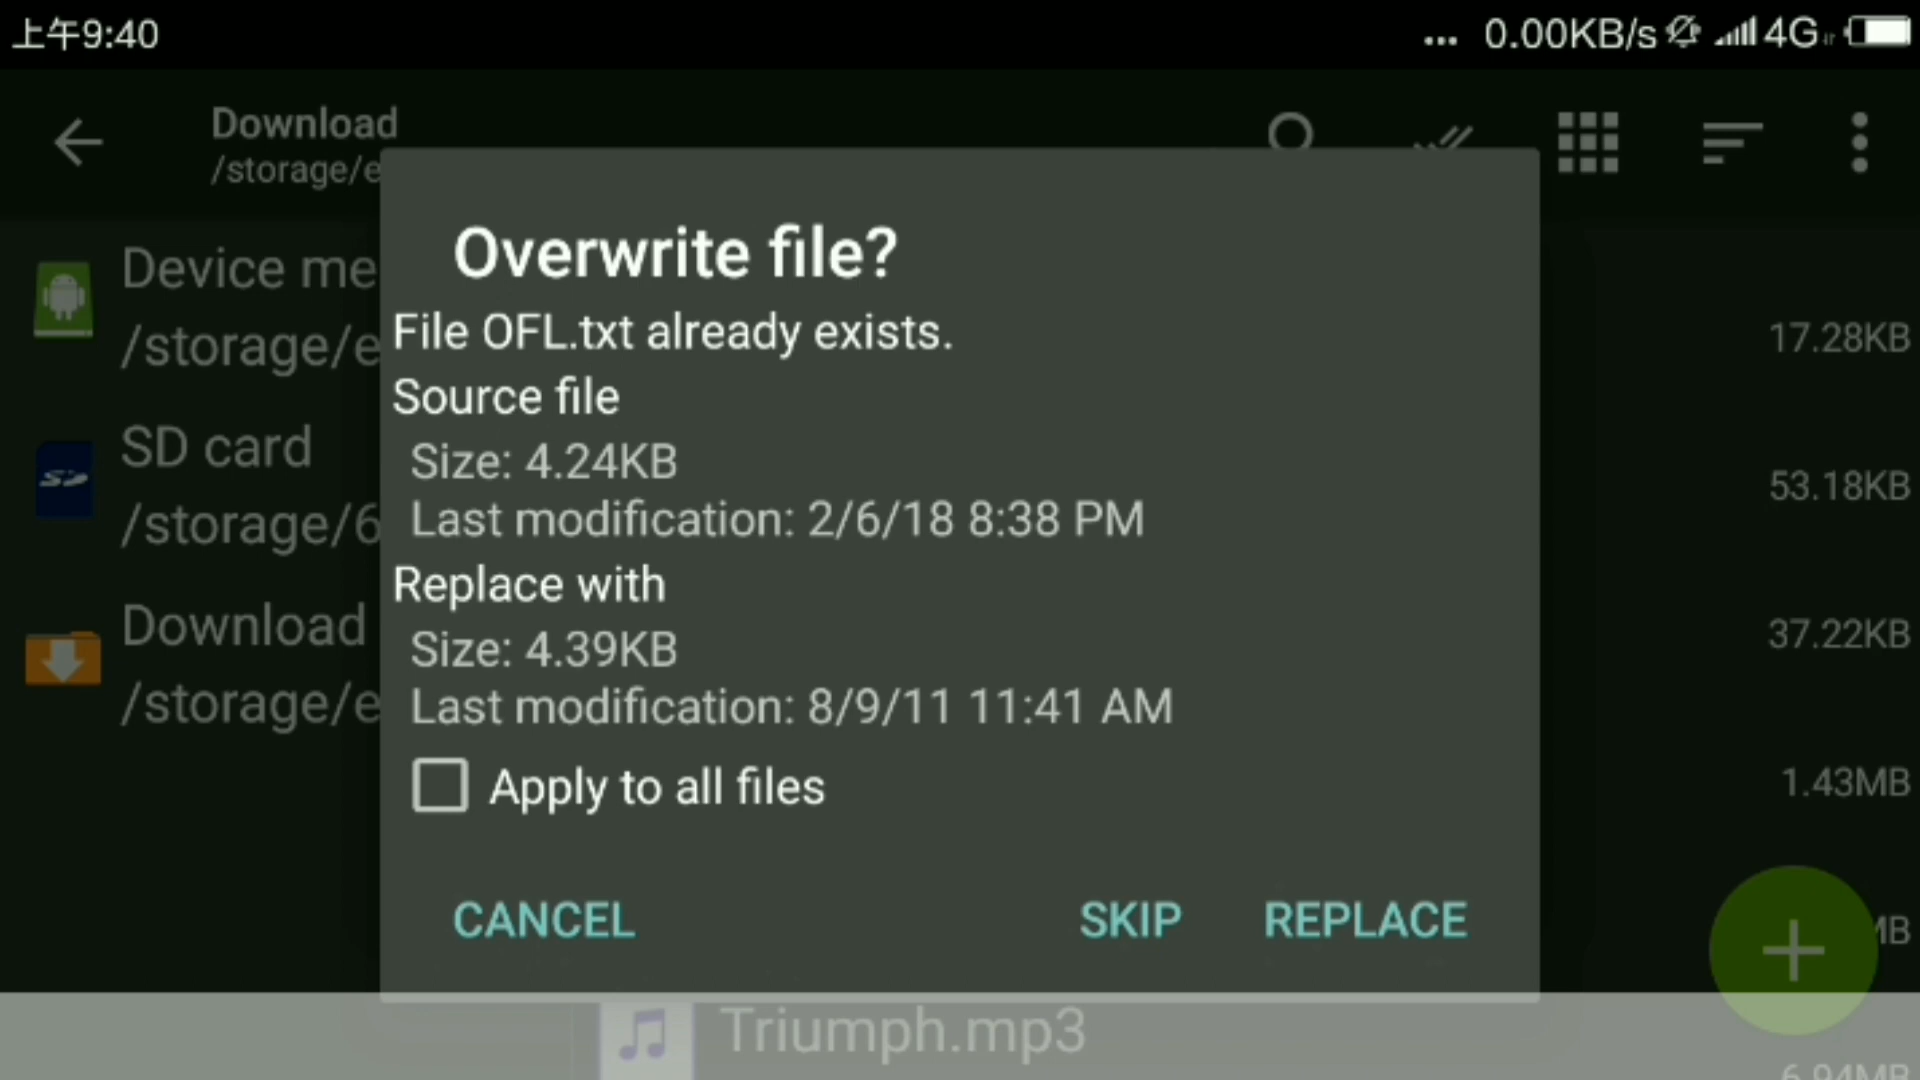 上午9:40
... 0.00KB/s 4G
Download
/storage/e
Device me
/storage/e
SD card
/storage/6
Download
/storage/e
Overwrite file?
File OFL.txt already exists.
Source file
Size: 4.24KB
Last modification: 2/6/18 8:38 PM
Replace with
Size: 4.39KB
Last modification: 8/9/11 11:41 AM
Apply to all files
CANCEL
SKIP
REPLACE
17.28KB
53.18KB
37.22KB
1.43MB
MB
Triumph.mp3
6.94MB